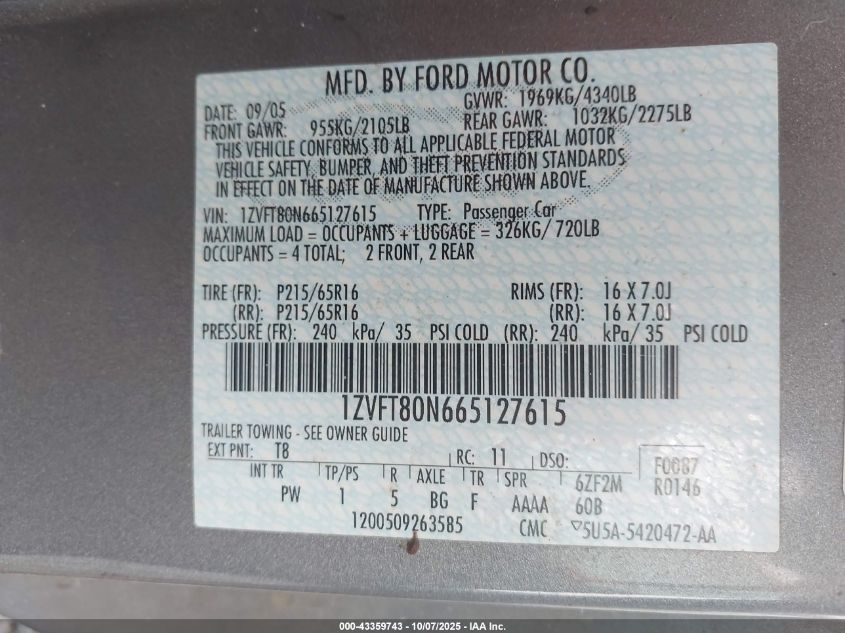 MFD. BY FORD MOTOR CO.
DATE: 09/05 GVWR: 1969KG/4340LB
FRONT GAWR: 955KG/2105LB REAR GAWR: 1032KG/2275LB
THIS VEHICLE CONFORMS TO ALL APPLICABLE FEDERAL MOTOR
VEHICLE SAFETY, BUMPER, AND THEFT PREVENTION STANDARDS
IN EFFECT ON THE DATE OF MANUFACTURE SHOWN ABOVE.
VIN: 1ZVFT80N665127615 TYPE: Passenger Car
MAXIMUM LOAD = OCCUPANTS + LUGGAGE = 326KG/ 720LB
OCCUPANTS = 4 TOTAL; 2 FRONT, 2 REAR
TIRE (FR): P215/65R16 RIMS (FR): 16 X 7.0J
(RR): P215/65R16 (RR): 16 X 7.0J
PRESSURE (FR): 240 kPa/ 35 PSI COLD (RR): 240 kPa/ 35 PSI COLD
1ZVFT80N665127615
TRAILER TOWING - SEE OWNER GUIDE
EXT PNT: T8 RC: 11 DSO: F0087
INT TR TP/PS R AXLE TR SPR 6ZF2M R0146
PW 1 5 BG F AAAA 60B
12005092635B5 CMC 5U5A-5420472-AA
000-43359743 - 10/07/2025 - IAA Inc.